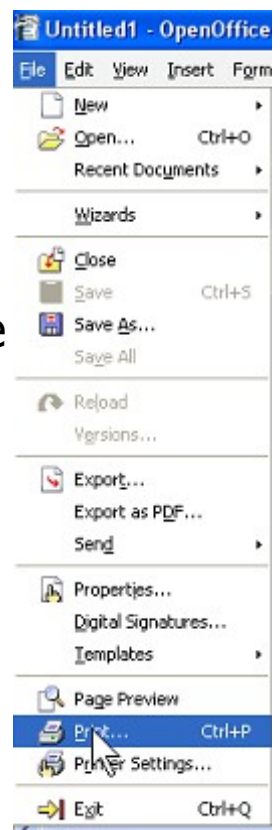 Untitled1 - OpenOffice
File Edit View Insert Form
New
Open... Ctrl+O
Recent Documents
Wizards
Close
Save Ctrl+S
e
Save As...
Save All
Reload
Versions...
Export...
Export as PDF...
Send
Properties...
Digital Signatures...
Templates
Page Preview
Print... Ctrl+P
Printer Settings...
Exit Ctrl+Q